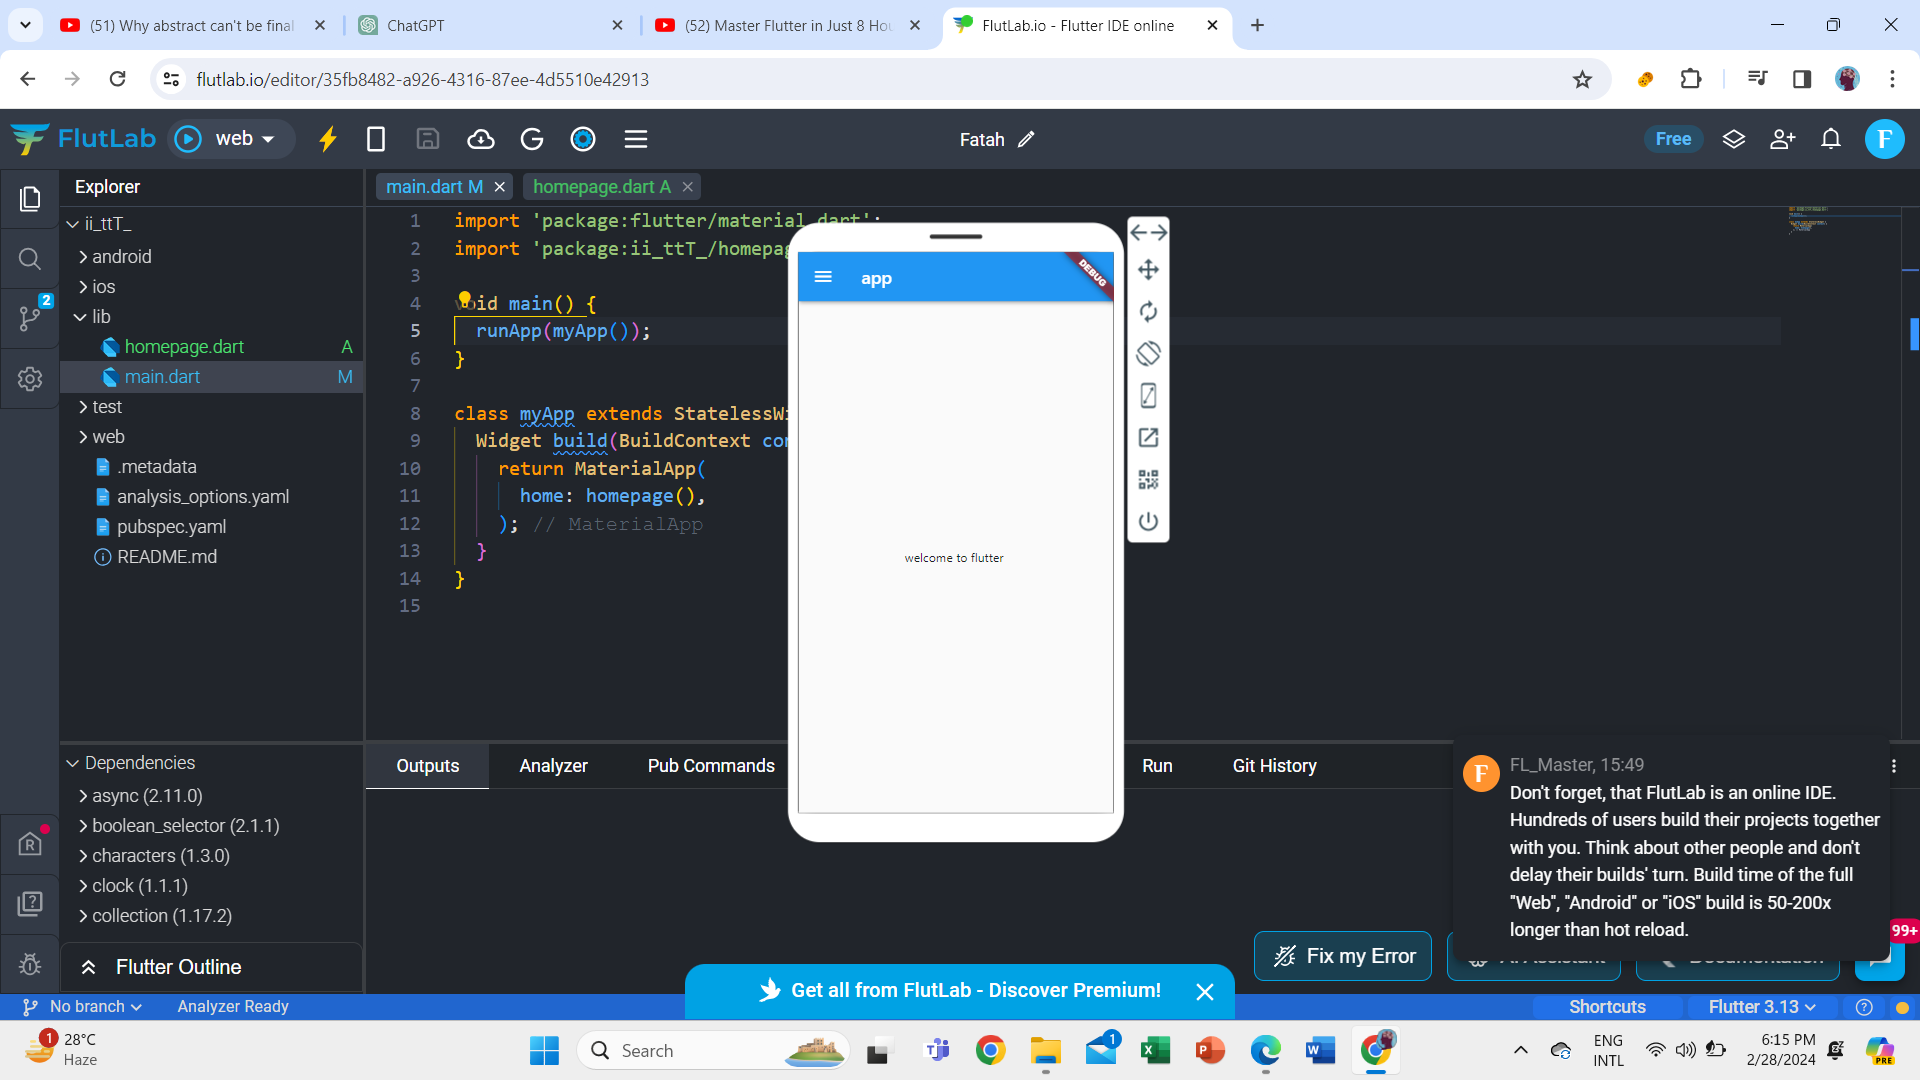 (51) Why abstract can't be final
ChatGPT
(52) Master Flutter in Just 8 Hou
FlutLab.io - Flutter IDE online
flutlab.io/editor/35fb8482-a926-4316-87ee-4d5510e42913
FlutLab
web
Fatah
Free
F
Explorer
main.dart M
homepage.dart A
ii_ttT_
android
ios
lib
homepage.dart A
main.dart M
test
web
.metadata
analysis_options.yaml
pubspec.yaml
README.md
2
1 import 'package:flutter/material.dart';
2 import 'package:ii_ttT_/homepag
3
4 void main() {
5 runApp(myApp());
6 }
7
8 class myApp extends StatelessWi
9 Widget build(BuildContext con
10 return MaterialApp(
11 home: homepage(),
12 ); // MaterialApp
13 }
14 }
15
app
DEBUG
welcome to flutter
Dependencies
async (2.11.0)
boolean_selector (2.1.1)
characters (1.3.0)
clock (1.1.1)
collection (1.17.2)
Flutter Outline
R
Outputs
Analyzer
Pub Commands
Run
Git History
F
FL_Master, 15:49
Don't forget, that FlutLab is an online IDE.
Hundreds of users build their projects together
with you. Think about other people and don't
delay their builds' turn. Build time of the full
"Web", "Android" or "iOS" build is 50-200x
longer than hot reload.
99+
Fix my Error
AI Assistant
Documentation
Get all from FlutLab - Discover Premium!
No branch
Analyzer Ready
Shortcuts
Flutter 3.13
1
28°C
Haze
Search
1
ENG
INTL
6:15 PM
2/28/2024
PRE